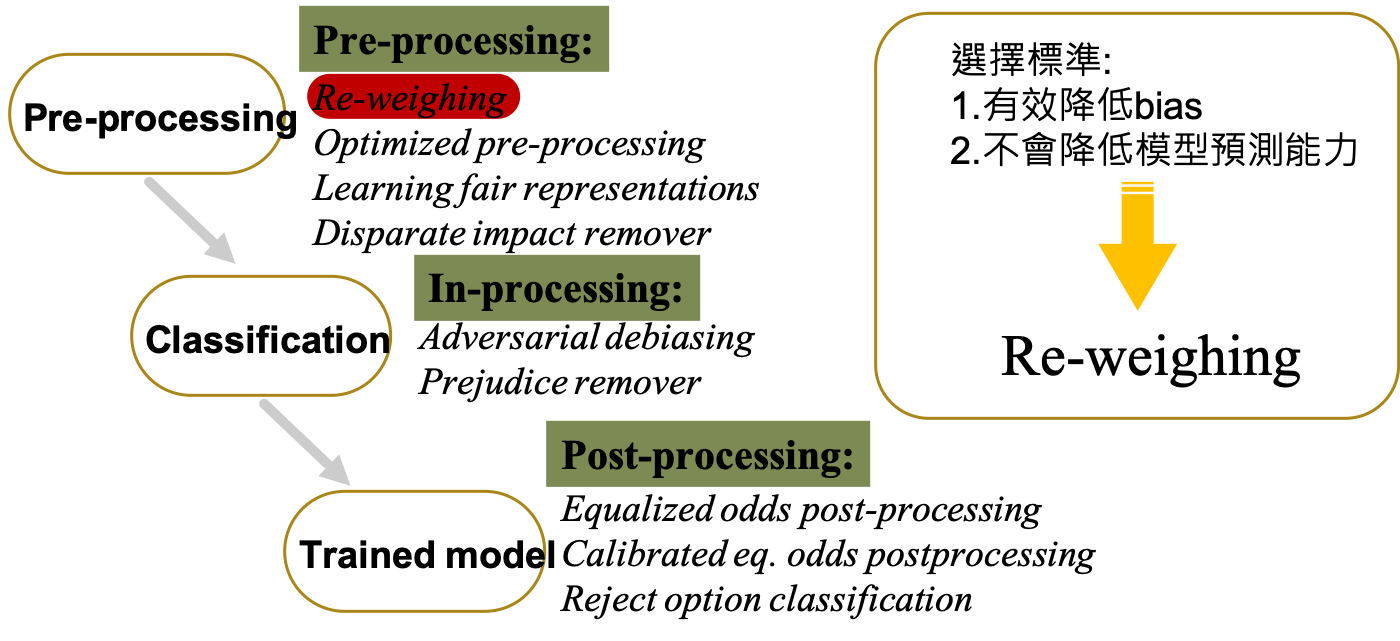 Pre-processing
Pre-processing:
Re-weighing
Optimized pre-processing
Learning fair representations
Disparate impact remover
Classification
In-processing:
Adversarial debiasing
Prejudice remover
Trained model
Post-processing:
Equalized odds post-processing
Calibrated eq. odds postprocessing
Reject option classification
選擇標準:
1.有效降低bias
2.不會降低模型預測能力
Re-weighing